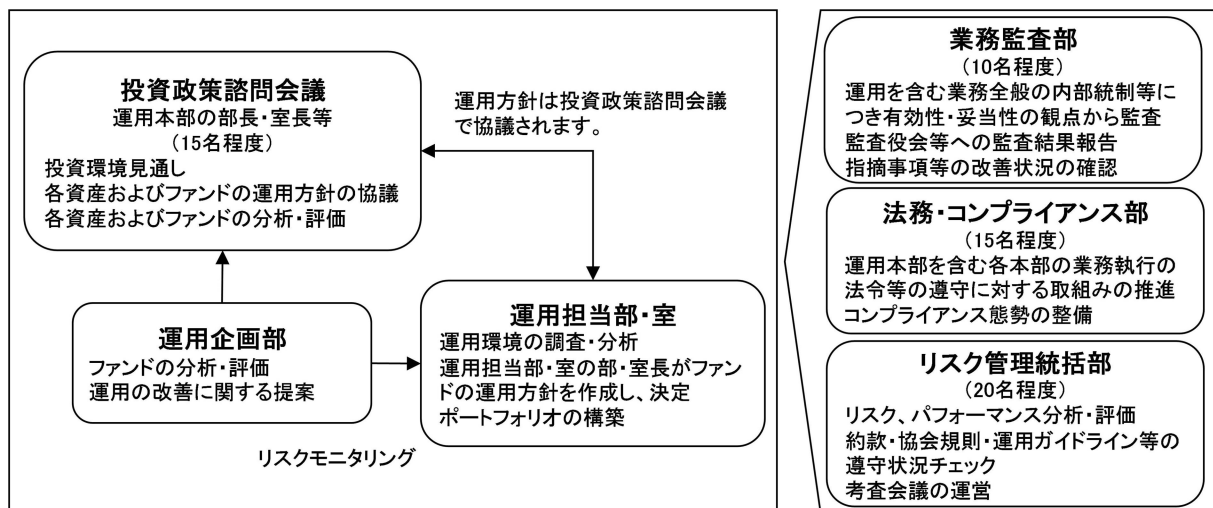 投資政策諮問会議
運用本部の部長・室長等
(15名程度)
投資環境見通し
各資産およびファンドの運用方針の協議
各資産およびファンドの分析・評価
運用方針は投資政策諮問会議
で協議されます。
運用企画部
ファンドの分析・評価
運用の改善に関する提案
運用担当部・室
運用環境の調査・分析
運用担当部・室の部・室長がファン
ドの運用方針を作成し、決定
ポートフォリオの構築
リスクモニタリング
業務監査部
(10名程度)
運用を含む業務全般の内部統制等に
つき有効性・妥当性の観点から監査
監査役会等への監査結果報告
指摘事項等の改善状況の確認
法務・コンプライアンス部
(15名程度)
運用本部を含む各本部の業務執行の
法令等の遵守に対する取組みの推進
コンプライアンス態勢の整備
リスク管理統括部
(20名程度)
リスク、パフォーマンス分析・評価
約款・協会規則・運用ガイドライン等の
遵守状況チェック
考査会議の運営